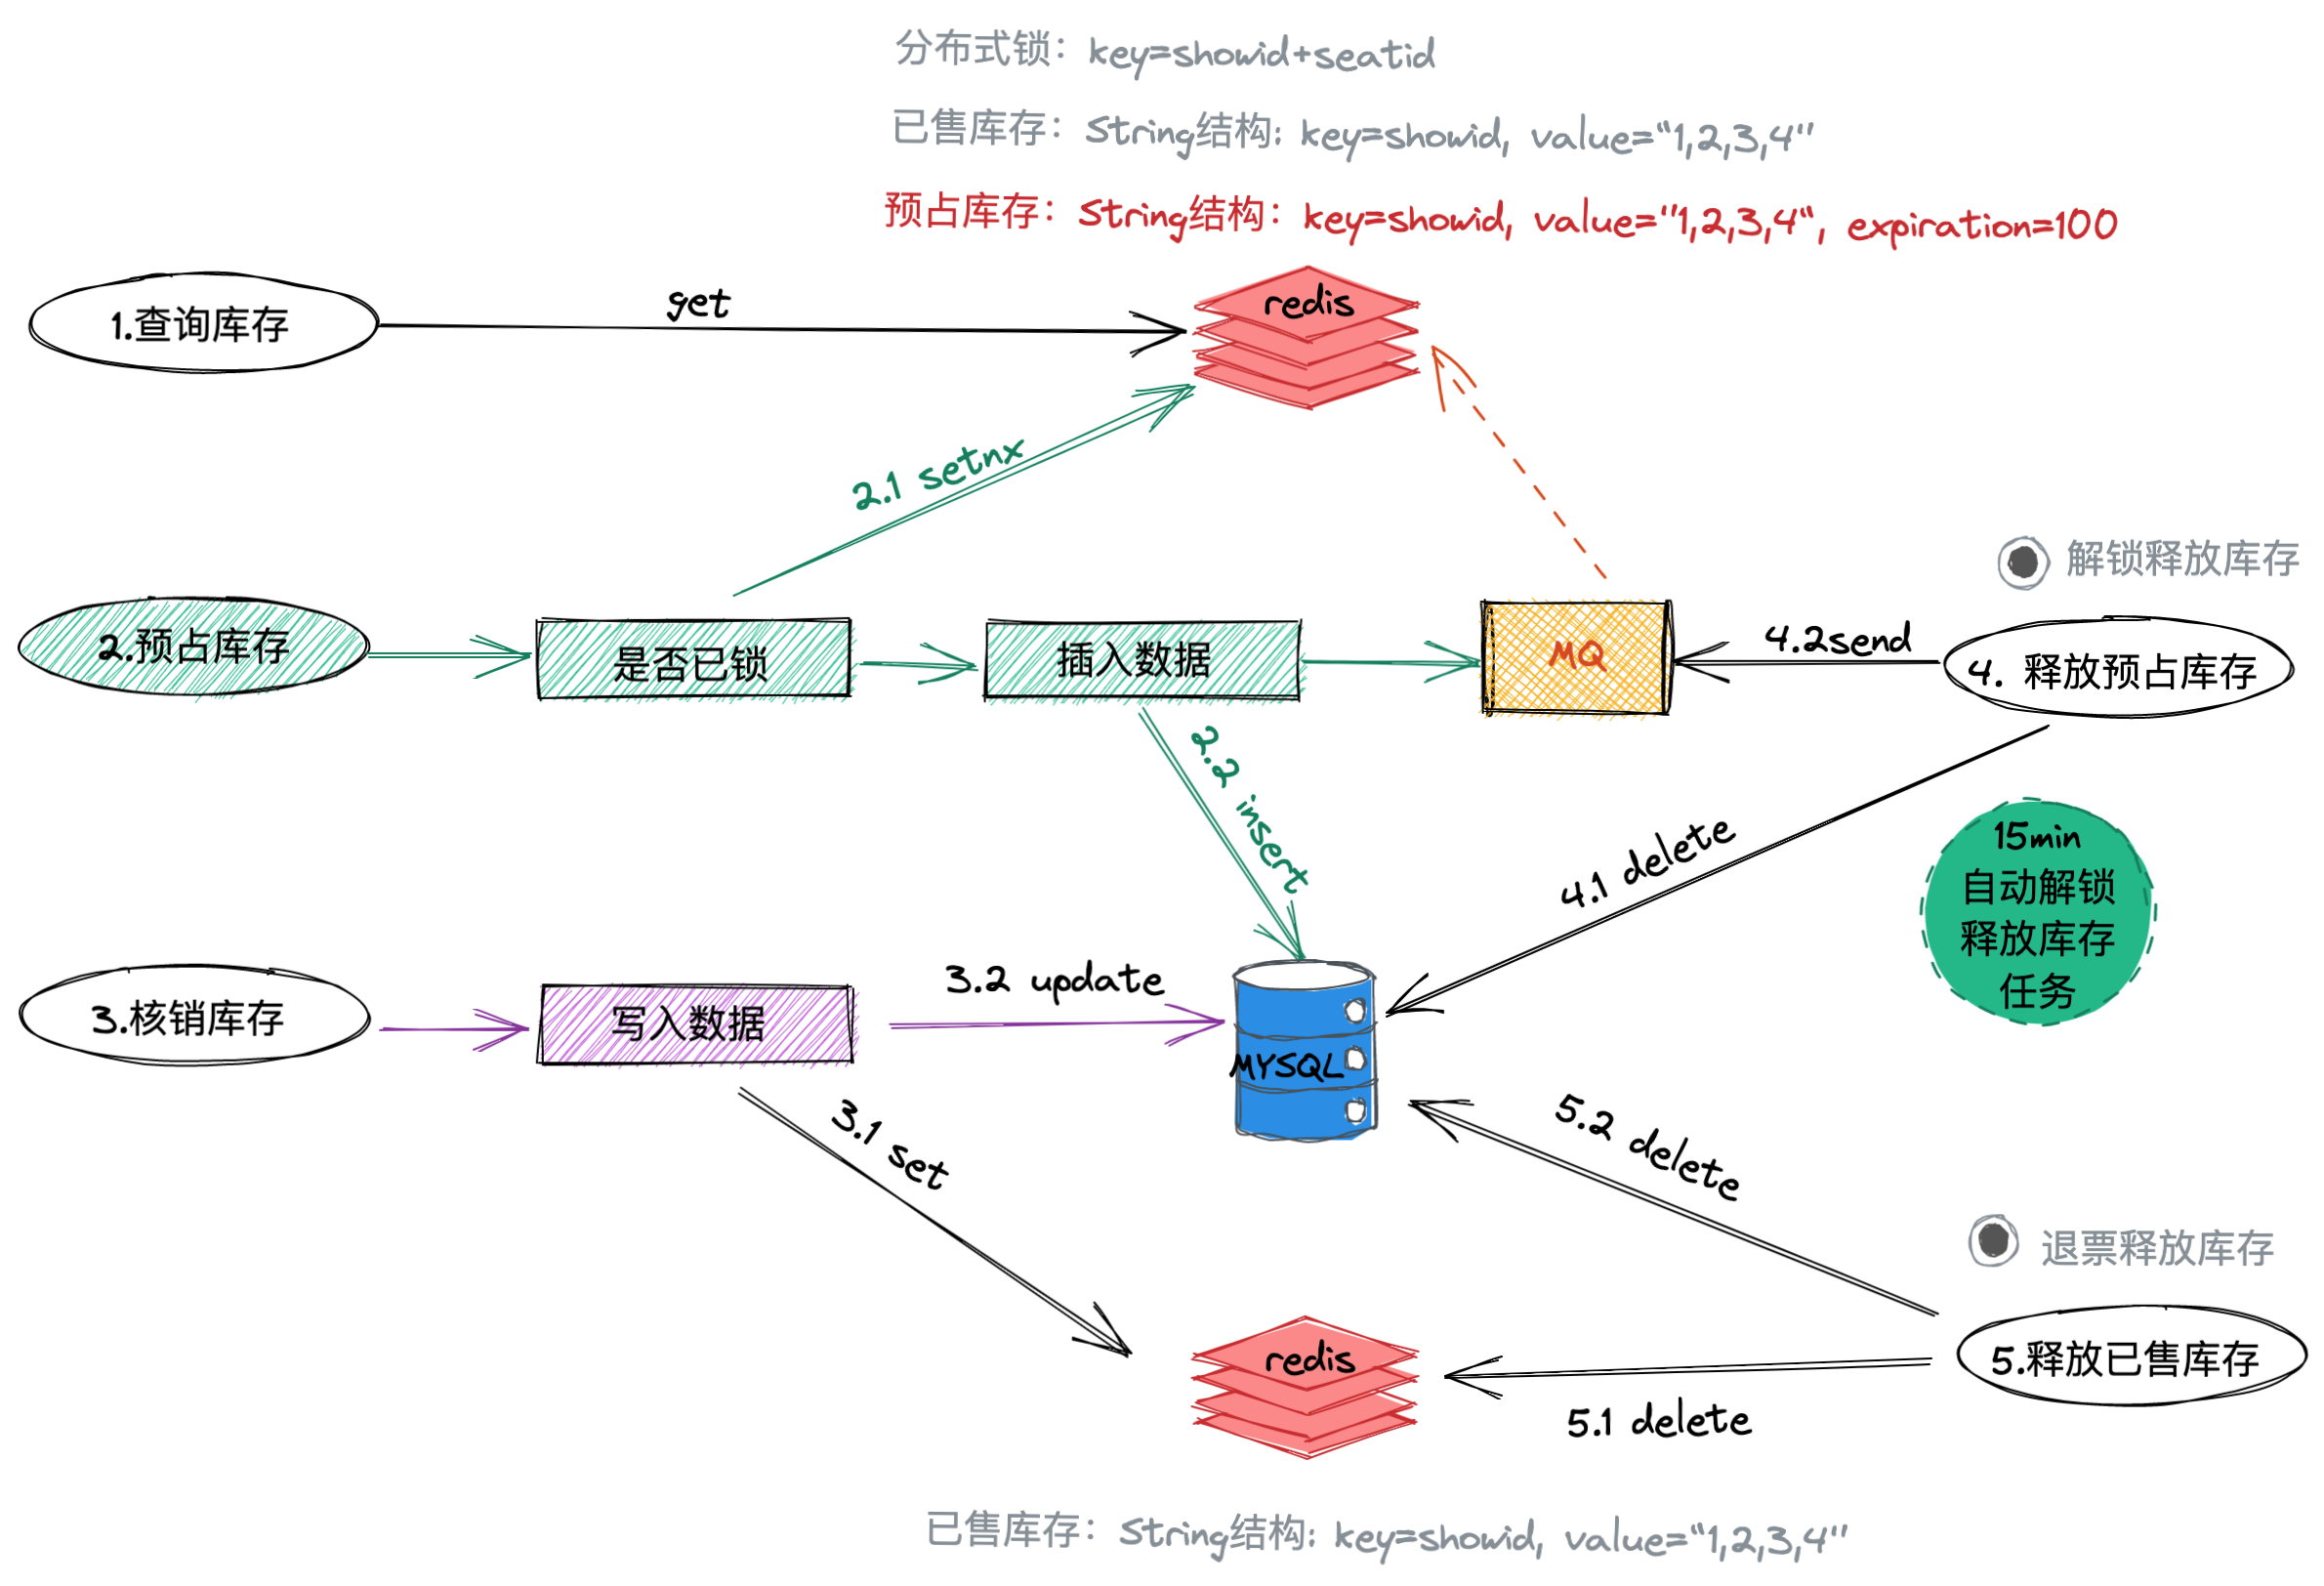 分布式锁：key=showid+seatid
已售库存：String结构：key=showid, value="1,2,3,4"
预占库存：String结构：key=showid, value="1,2,3,4", expiration=100
1.查询库存
get
redis
2.1 setnx
解锁释放库存
2.预占库存
是否已锁
插入数据
MQ
4.2send
4. 释放预占库存
2.2 insert
4.1 delete
15min
自动解锁
释放库存
任务
3.核销库存
写入数据
3.2 update
MYSQL
3.1 set
5.2 delete
退票释放库存
redis
5.释放已售库存
5.1 delete
已售库存：String结构：key=showid, value="1,2,3,4"